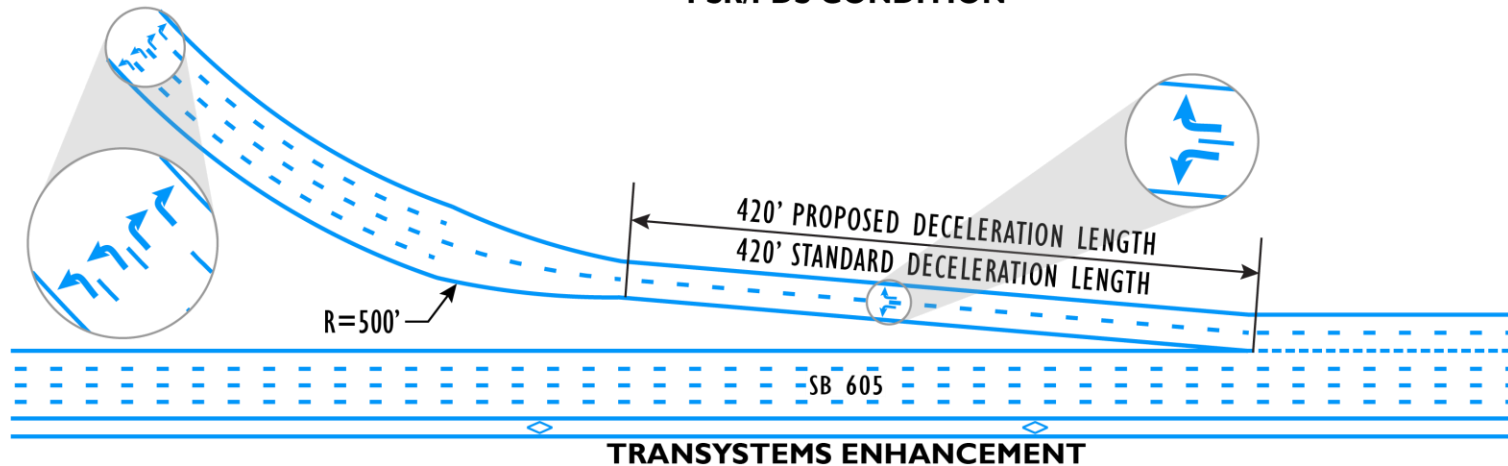 420' PROPOSED DECELERATION LENGTH
420' STANDARD DECELERATION LENGTH
R=500'
SB 605
TRANSYSTEMS ENHANCEMENT